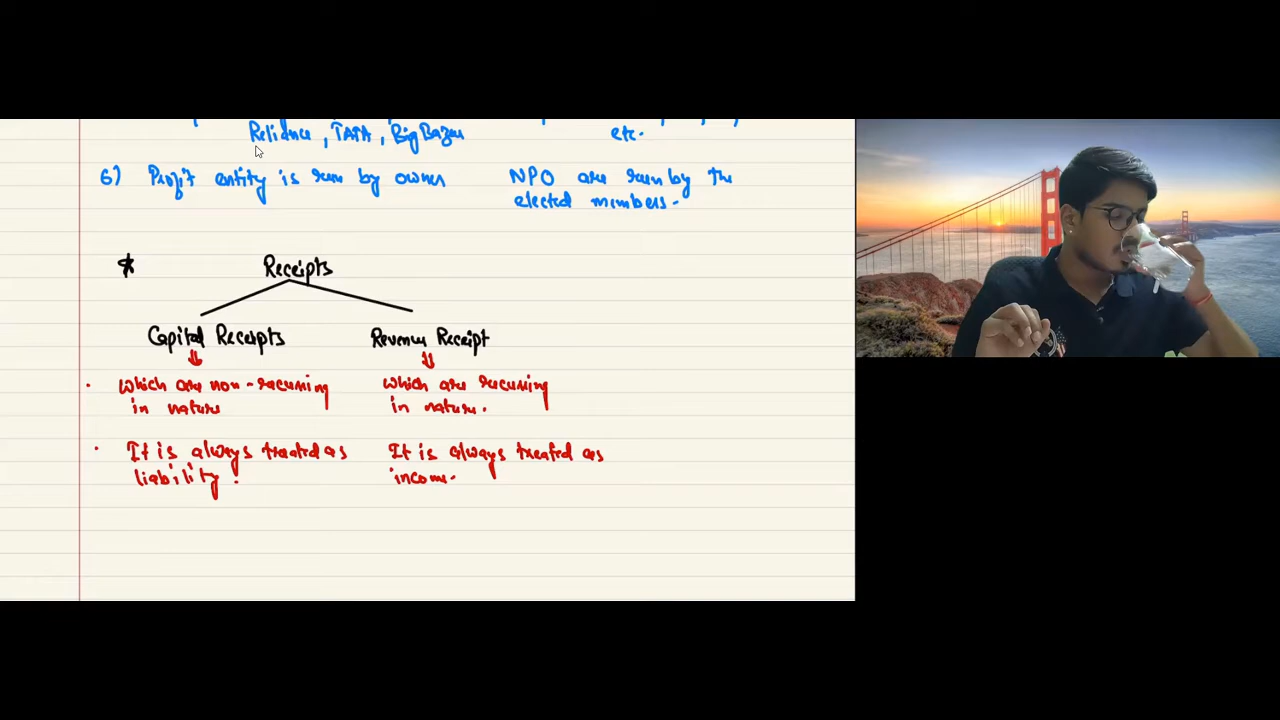 Reliance, TATA, Big Bazar
etc.
6) Profit entity is run by owner
NPO are run by the
elected members.
* Receipts
Capital Receipts
Revenue Receipt
. Which are non-recurring
in nature
Which are recurring
in nature.
. It is always treated as
liability.
It is always treated as
income.